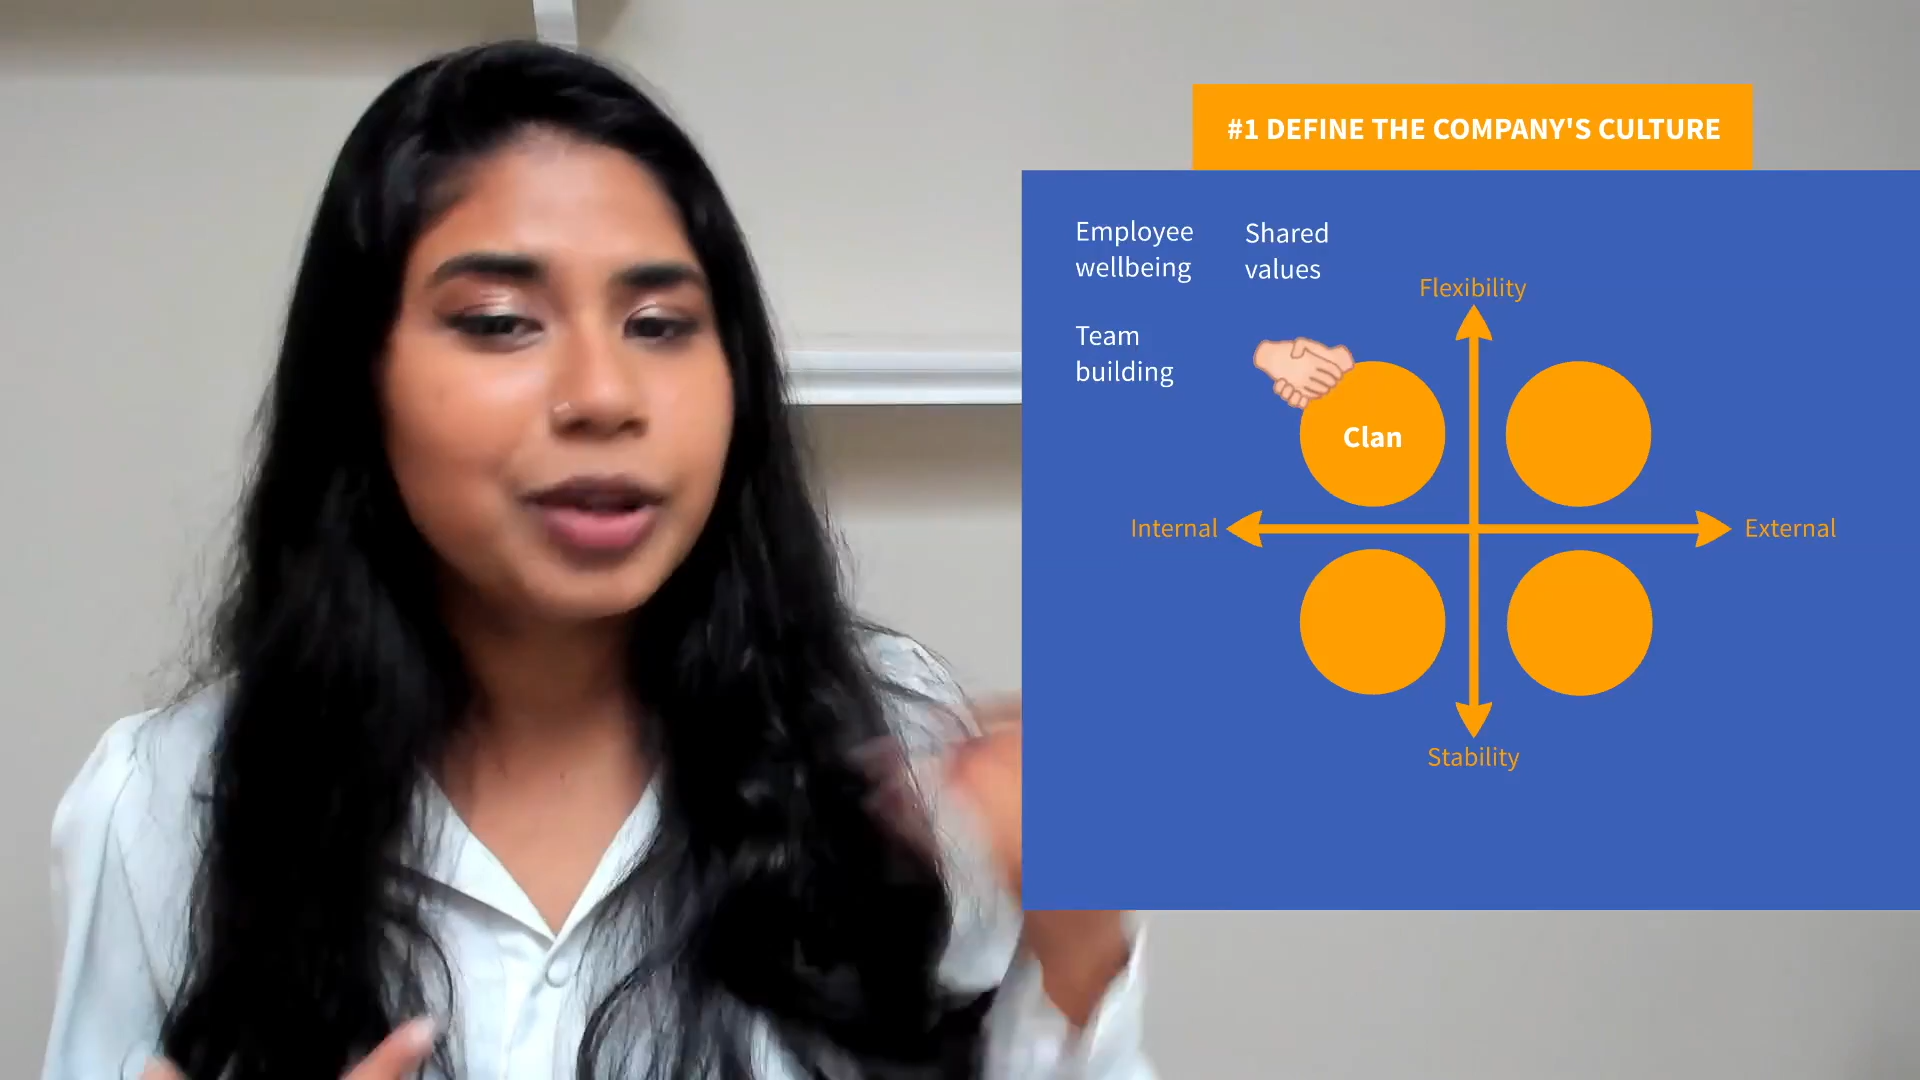 #1 DEFINE THE COMPANY'S CULTURE
Employee
wellbeing
Shared
values
Team
building
Flexibility
Clan
Internal
External
Stability